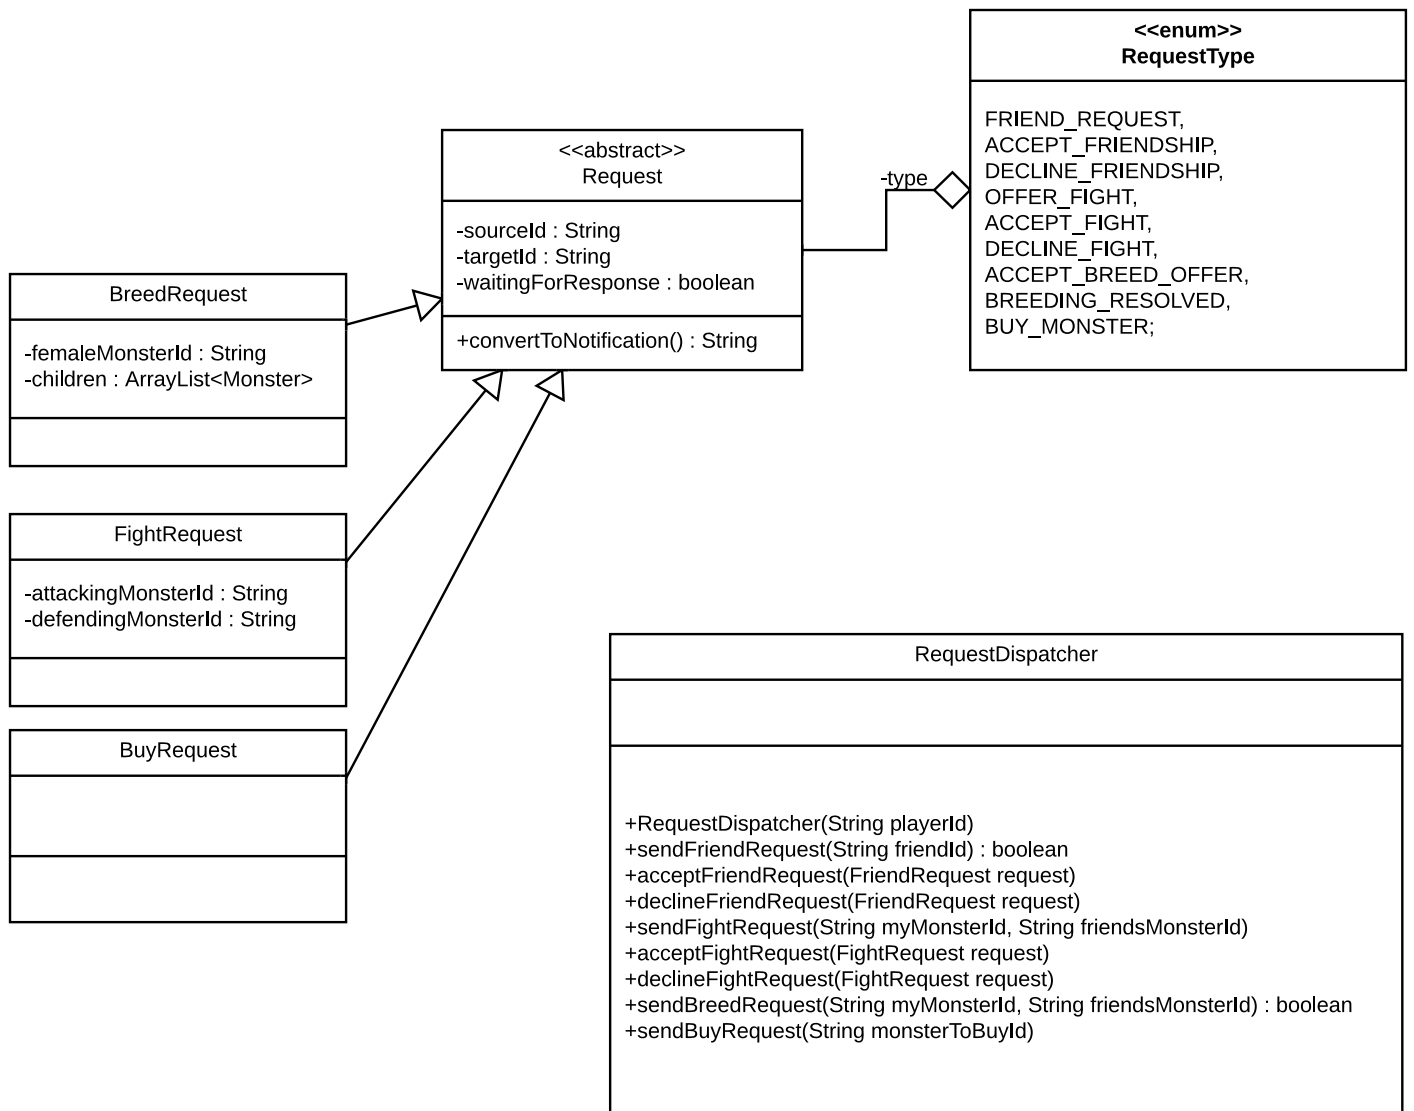 <<enum>>
RequestType
FRIEND_REQUEST,
ACCEPT_FRIENDSHIP,
DECLINE_FRIENDSHIP,
OFFER_FIGHT,
ACCEPT_FIGHT,
DECLINE_FIGHT,
ACCEPT_BREED_OFFER,
BREEDING_RESOLVED,
BUY_MONSTER;
<<abstract>>
Request
-sourceId : String
-targetId : String
-waitingForResponse : boolean
+convertToNotification() : String
-type
BreedRequest
-femaleMonsterId : String
-children : ArrayList<Monster>
FightRequest
-attackingMonsterId : String
-defendingMonsterId : String
BuyRequest
RequestDispatcher
+RequestDispatcher(String playerId)
+sendFriendRequest(String friendId) : boolean
+acceptFriendRequest(FriendRequest request)
+declineFriendRequest(FriendRequest request)
+sendFightRequest(String myMonsterId, String friendsMonsterId)
+acceptFightRequest(FightRequest request)
+declineFightRequest(FightRequest request)
+sendBreedRequest(String myMonsterId, String friendsMonsterId) : boolean
+sendBuyRequest(String monsterToBuyId)